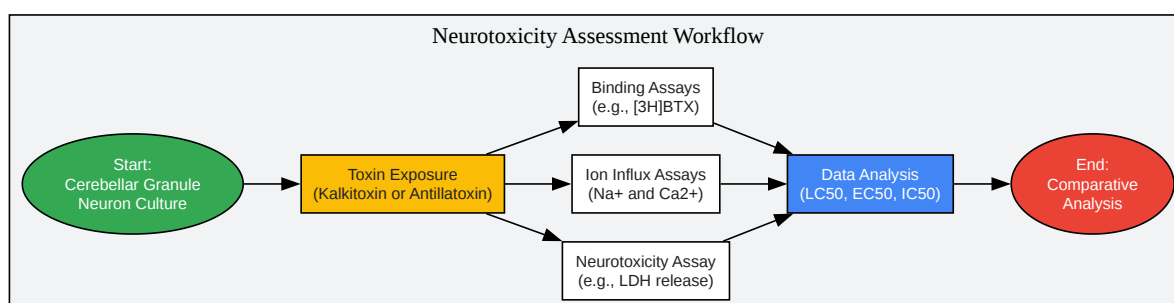 Neurotoxicity Assessment Workflow
Start:
Cerebellar Granule
Neuron Culture
Toxin Exposure
(Kalkitoxin or Antillatoxin)
Binding Assays
(e.g., [3H]BTX)
Ion Influx Assays
(Na+ and Ca2+)
Neurotoxicity Assay
(e.g., LDH release)
Data Analysis
(LC50, EC50, IC50)
End:
Comparative
Analysis